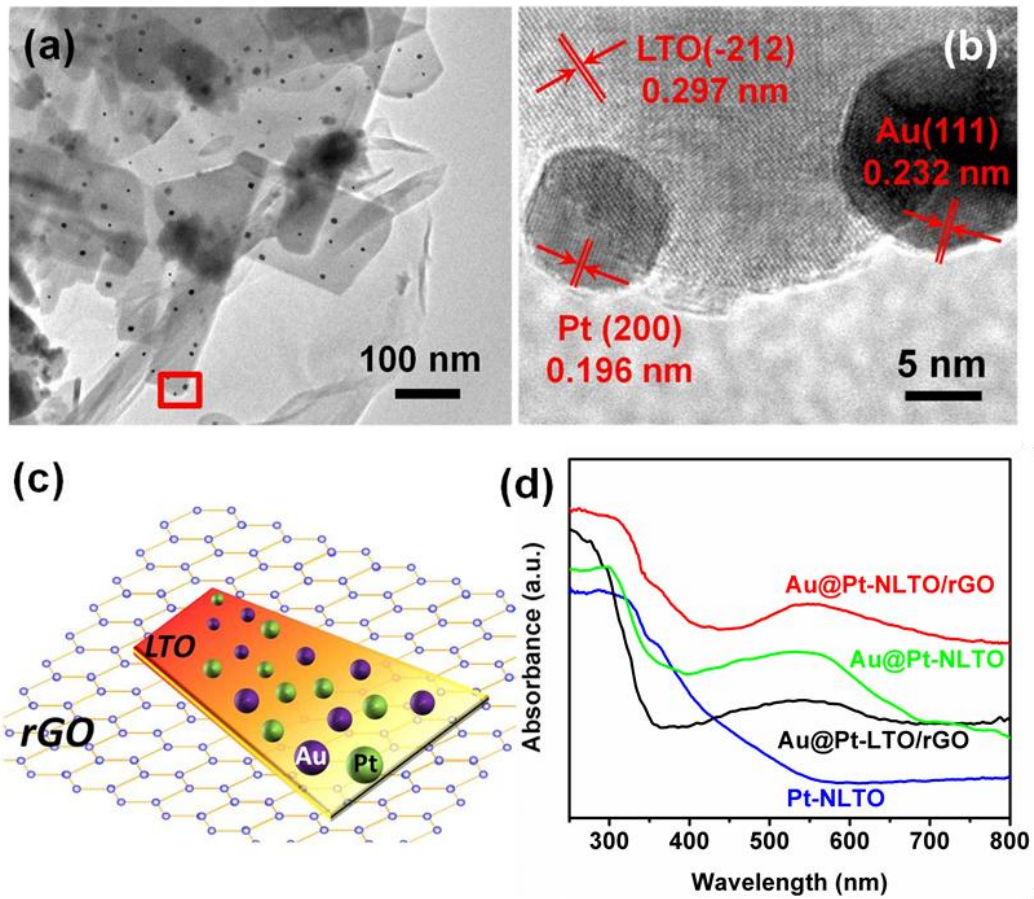 (a)
100 nm
(b)
LTO(-212)
0.297 nm
Au(111)
0.232 nm
Pt (200)
0.196 nm
5 nm
(c)
LTO
rGO
Au
Pt
(d)
Absorbance (a.u.)
Au@Pt-NLTO/rGO
Au@Pt-NLTO
Au@Pt-LTO/rGO
Pt-NLTO
300 400 500 600 700 800
Wavelength (nm)